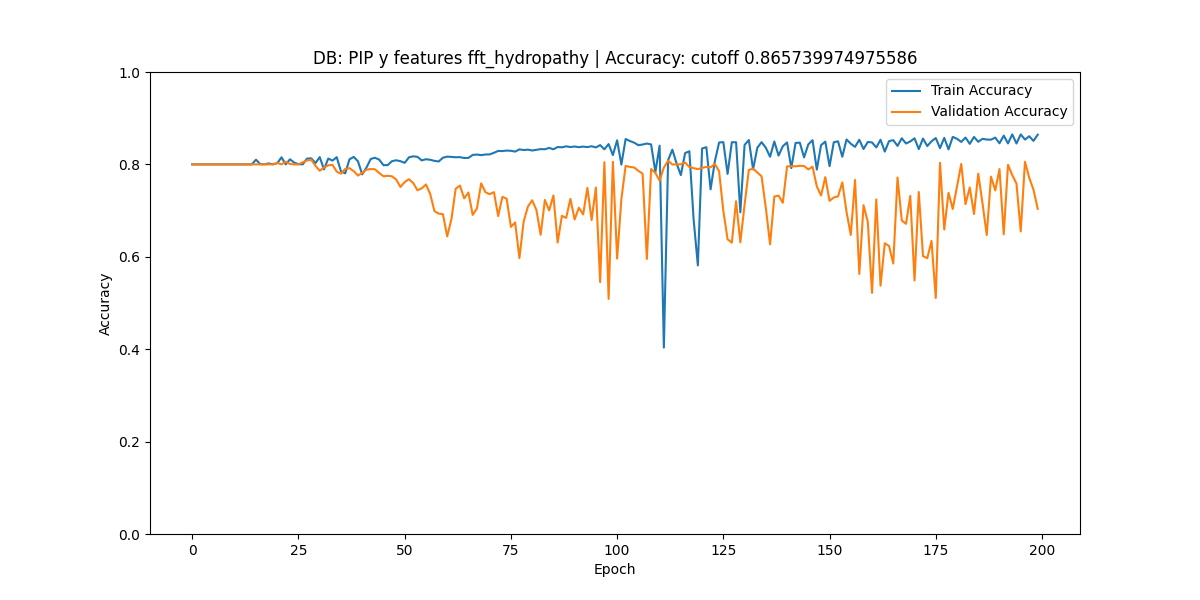 DB: PIP y features fft_hydropathy | Accuracy: cutoff 0.865739974975586
Train Accuracy
Validation Accuracy
1.0
0.8
0.6
0.4
0.2
0.0
Accuracy
0 25 50 75 100 125 150 175 200
Epoch